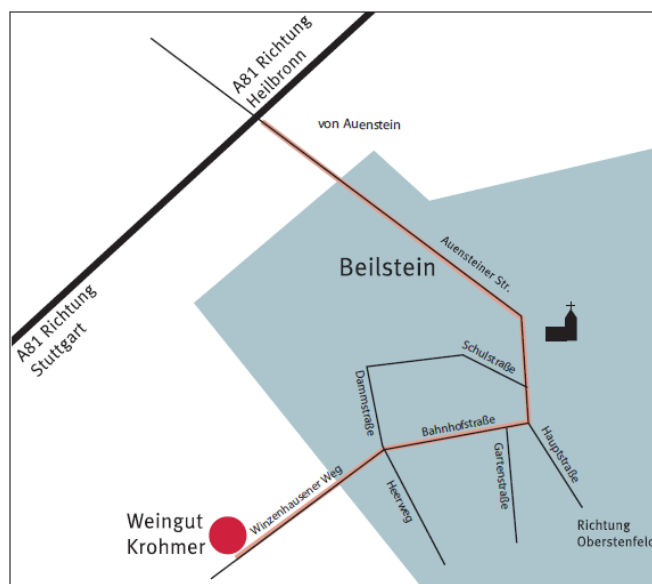 A81 Richtung
Heilbronn
von Auenstein
Beilstein
Auensteiner Str.
A81 Richtung
Stuttgart
Schulstraße
Dammstraße
Bahnhofstraße
Hauptstraße
Gartenstraße
Heerweg
Winzenhausener Weg
Weingut
Krohmer
Richtung
Oberstenfeld